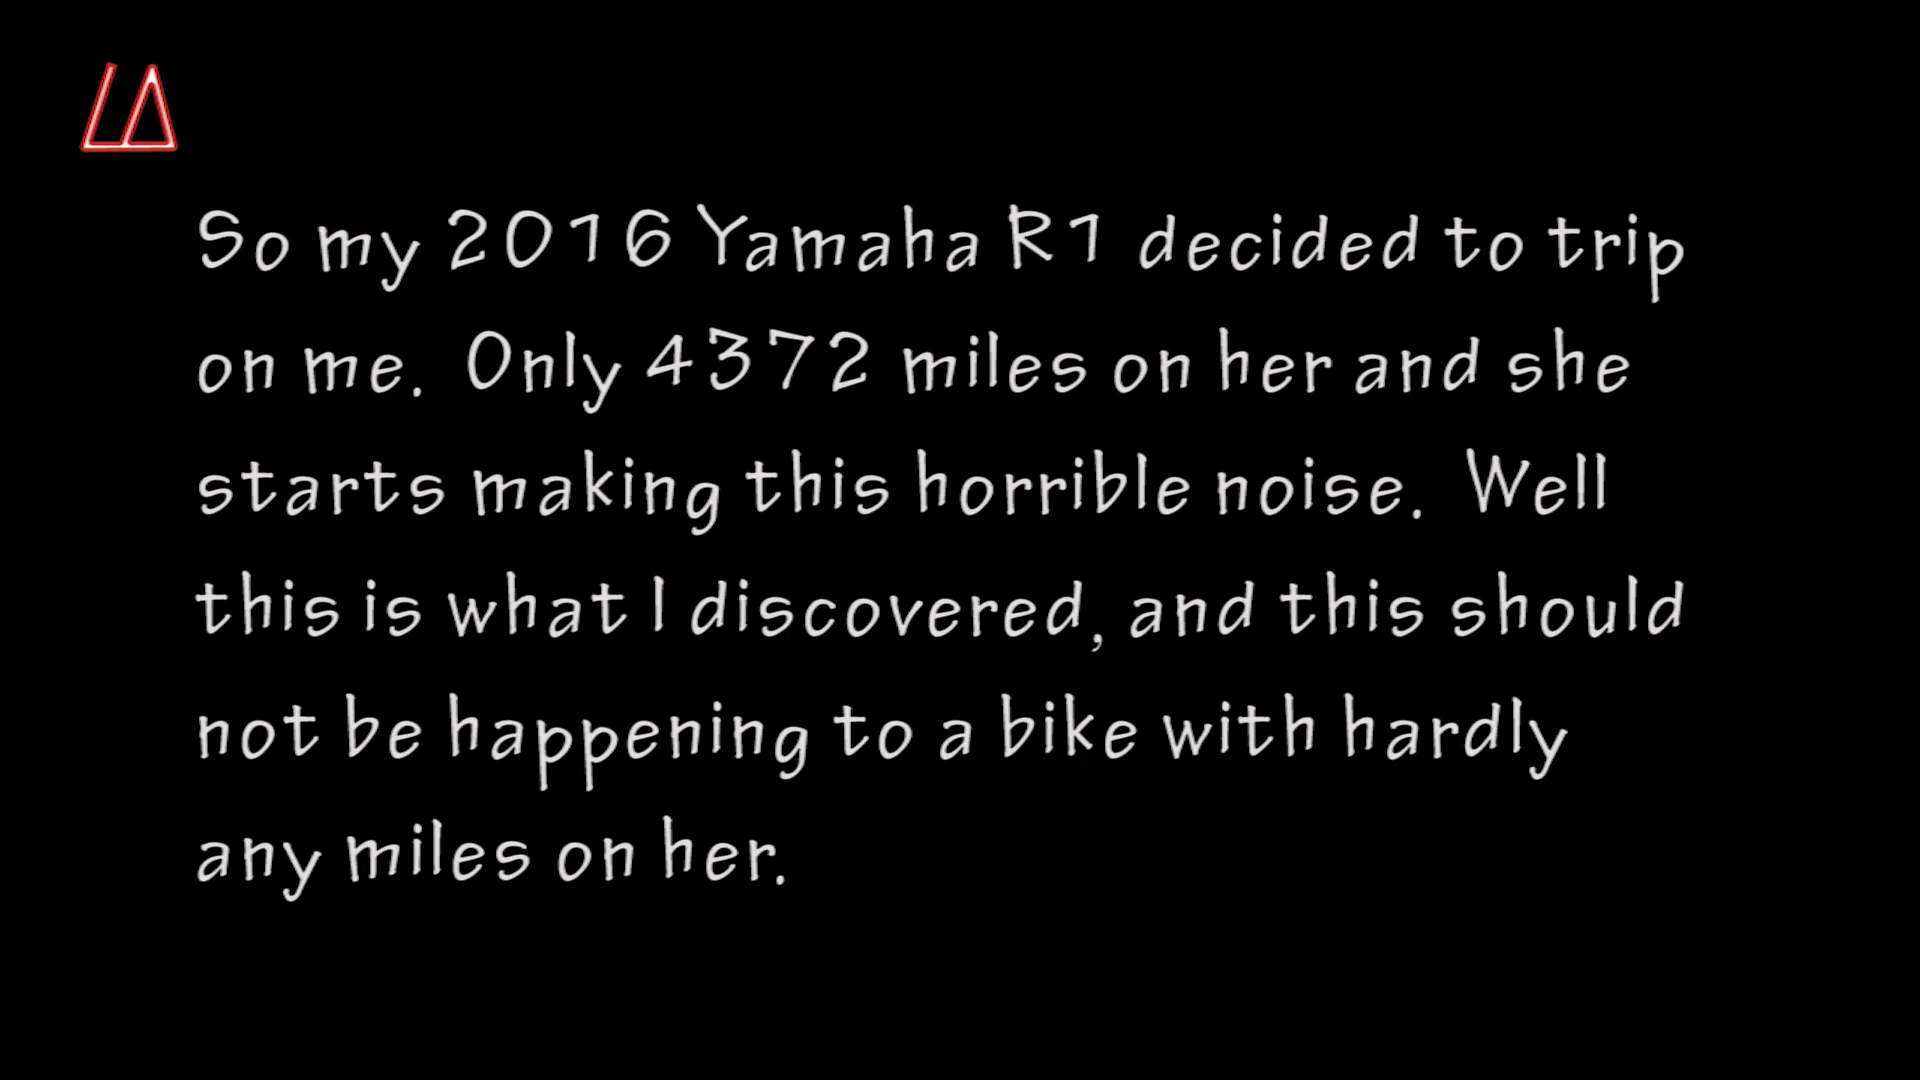 LA
So my 2016 Yamaha R1 decided to trip
on me. Only 4372 miles on her and she
starts making this horrible noise. Well
this is what I discovered, and this should
not be happening to a bike with hardly
any miles on her.